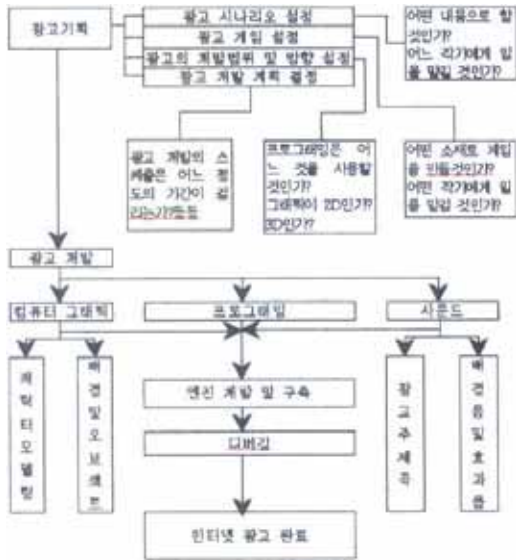 광고기획
광고 시나리오 설정
광고 게임 설정
광고의 개발범위 및 방향 설정
광고 개발 계획 결정
어떤 내용으로 할
것인가?
어느 작가에게 일
을 맡길 것인가?
광고 개발의 스
케쥴은 어느 정
도의 기간이 걸
리는가?등등
프로그래밍은 어
느 것을 사용할
것인가?
그래픽이 2D인가?
3D인가?
어떤 소재로 게임
을 만들것인가?
어떤 작가에게 일
을 맡길 것인가?
광고 개발
컴퓨터 그래픽
프로그래밍
사운드
캐릭터모델링
배경및오브젝트
엔진 개발 및 구축
디버깅
광고주제곡
배경음및효과음
인터넷 광고 완료